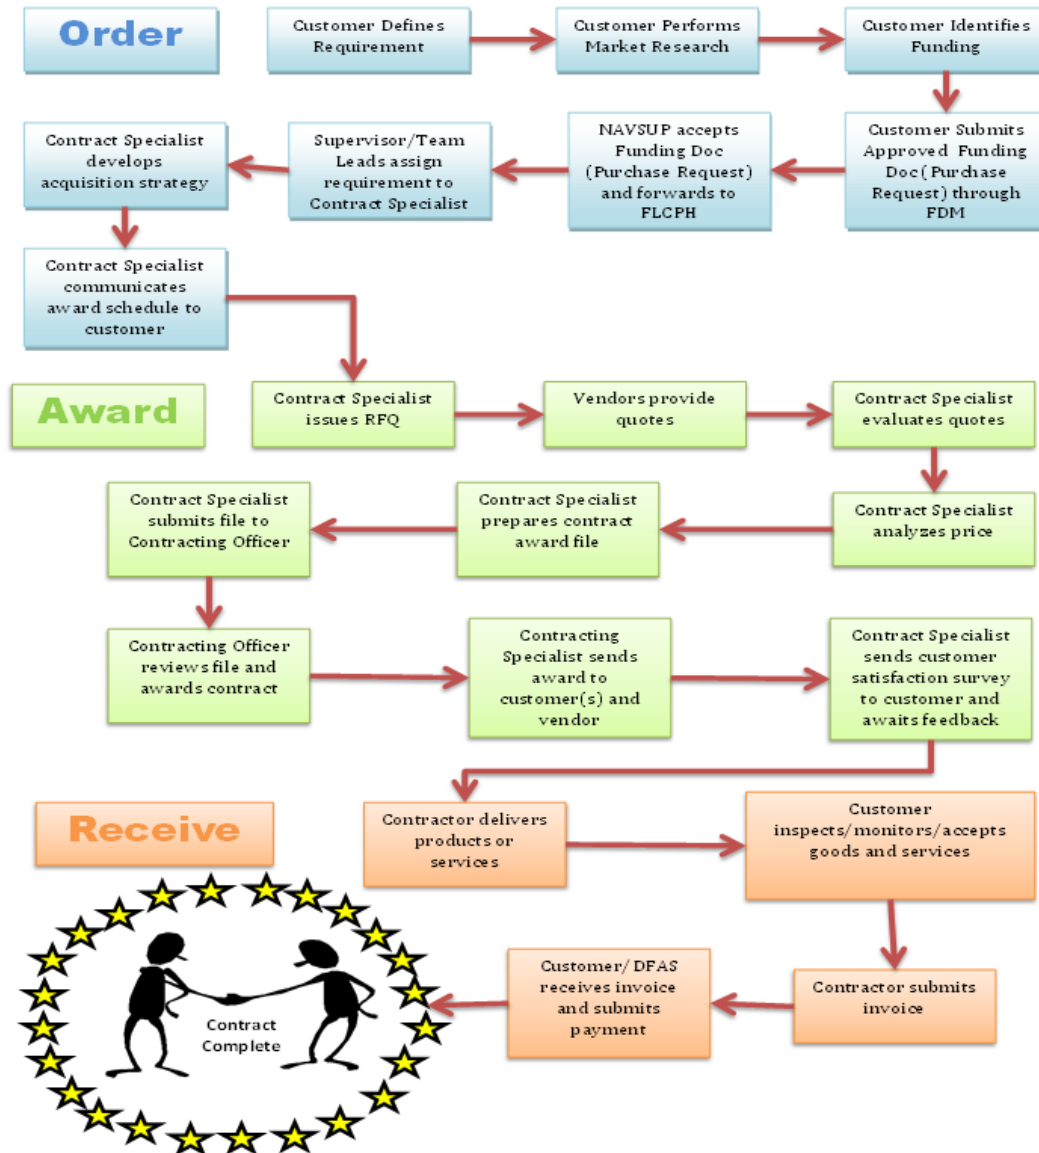 Order
Customer Defines
Requirement
Customer Performs
Market Research
Customer Identifies
Funding
Customer Submits
Approved Funding
Doc (Purchase
Request) through
FDM
NAVSUP accepts
Funding Doc
(Purchase Request)
and forwards to
FLCPH
Supervisor/Team
Leads assign
requirement to
Contract Specialist
Contract Specialist
develops
acquisition strategy
Contract Specialist
communicates
award schedule to
customer
Award
Contract Specialist
issues RFQ
Vendors provide
quotes
Contract Specialist
evaluates quotes
Contract Specialist
analyzes price
Contract Specialist
prepares contract
award file
Contract Specialist
submits file to
Contracting Officer
Contracting Officer
reviews file and
awards contract
Contracting
Specialist sends
award to
customer(s) and
vendor
Contract Specialist
sends customer
satisfaction survey
to customer and
awaits feedback
Receive
Contractor delivers
products or
services
Customer
inspects/monitors/accepts
goods and services
Contractor submits
invoice
Customer/ DFAS
receives invoice
and submits
payment
Contract
Complete